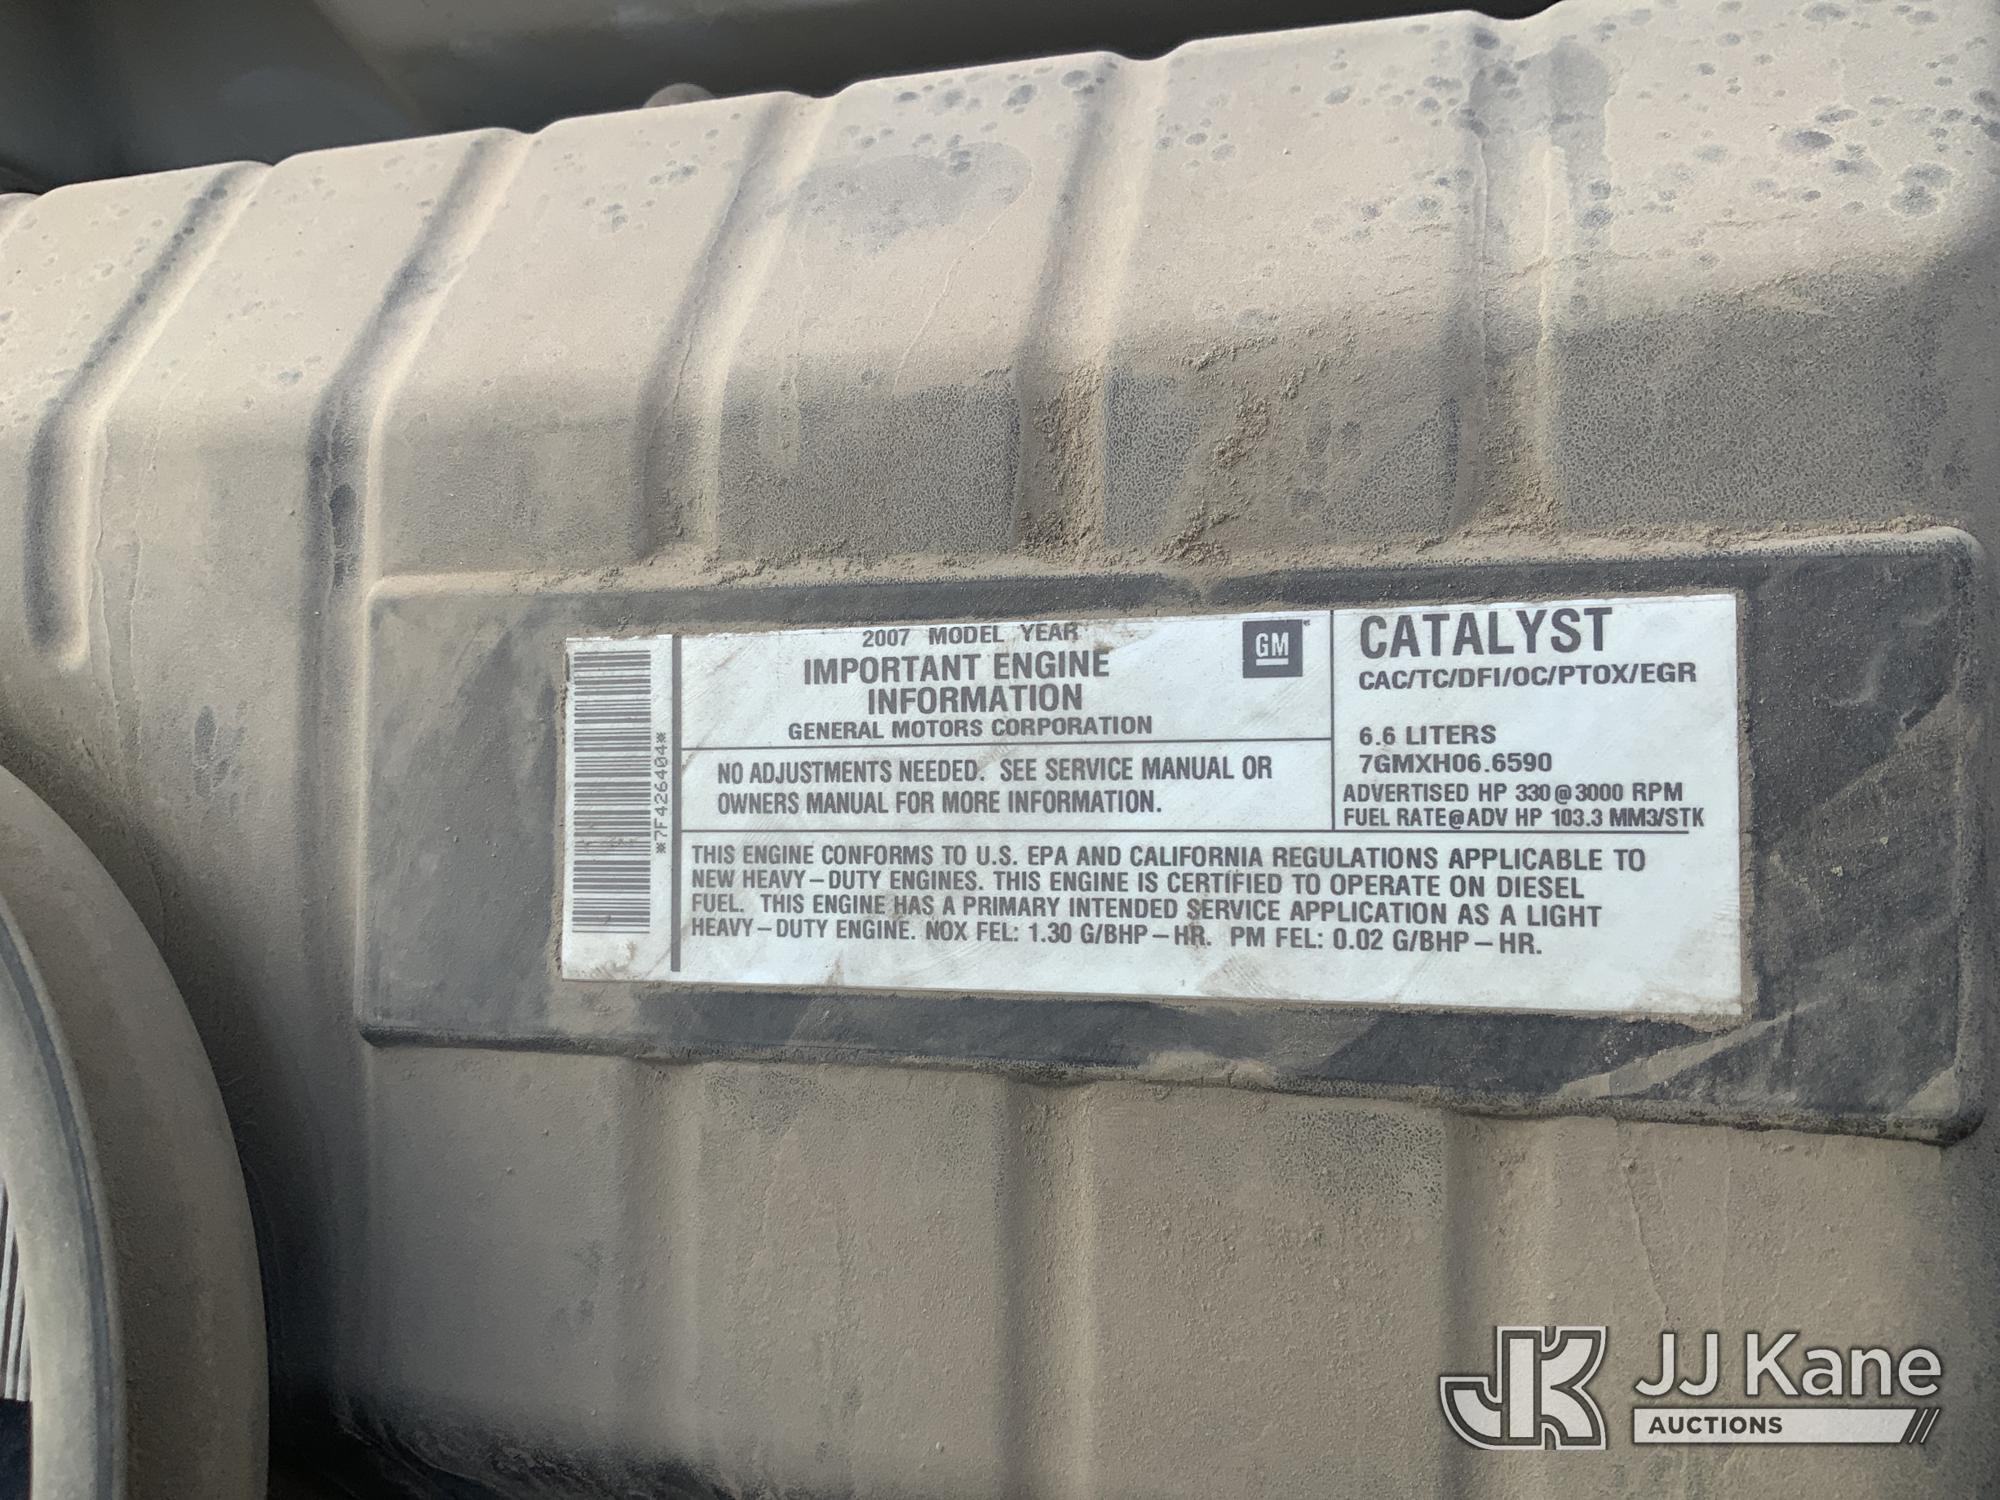 *7F426404*
2007 MODEL YEAR
IMPORTANT ENGINE
INFORMATION
GENERAL MOTORS CORPORATION
GM
NO ADJUSTMENTS NEEDED. SEE SERVICE MANUAL OR
OWNERS MANUAL FOR MORE INFORMATION.
CATALYST
CAC/TC/DFI/OC/PTOX/EGR
6.6 LITERS
7GMXH06.6590
ADVERTISED HP 330@3000 RPM
FUEL RATE@ADV HP 103.3 MM3/STK
THIS ENGINE CONFORMS TO U.S. EPA AND CALIFORNIA REGULATIONS APPLICABLE TO
NEW HEAVY-DUTY ENGINES. THIS ENGINE IS CERTIFIED TO OPERATE ON DIESEL
FUEL. THIS ENGINE HAS A PRIMARY INTENDED SERVICE APPLICATION AS A LIGHT
HEAVY-DUTY ENGINE. NOX FEL: 1.30 G/BHP-HR. PM FEL: 0.02 G/BHP-HR.
JK JJ Kane
AUCTIONS